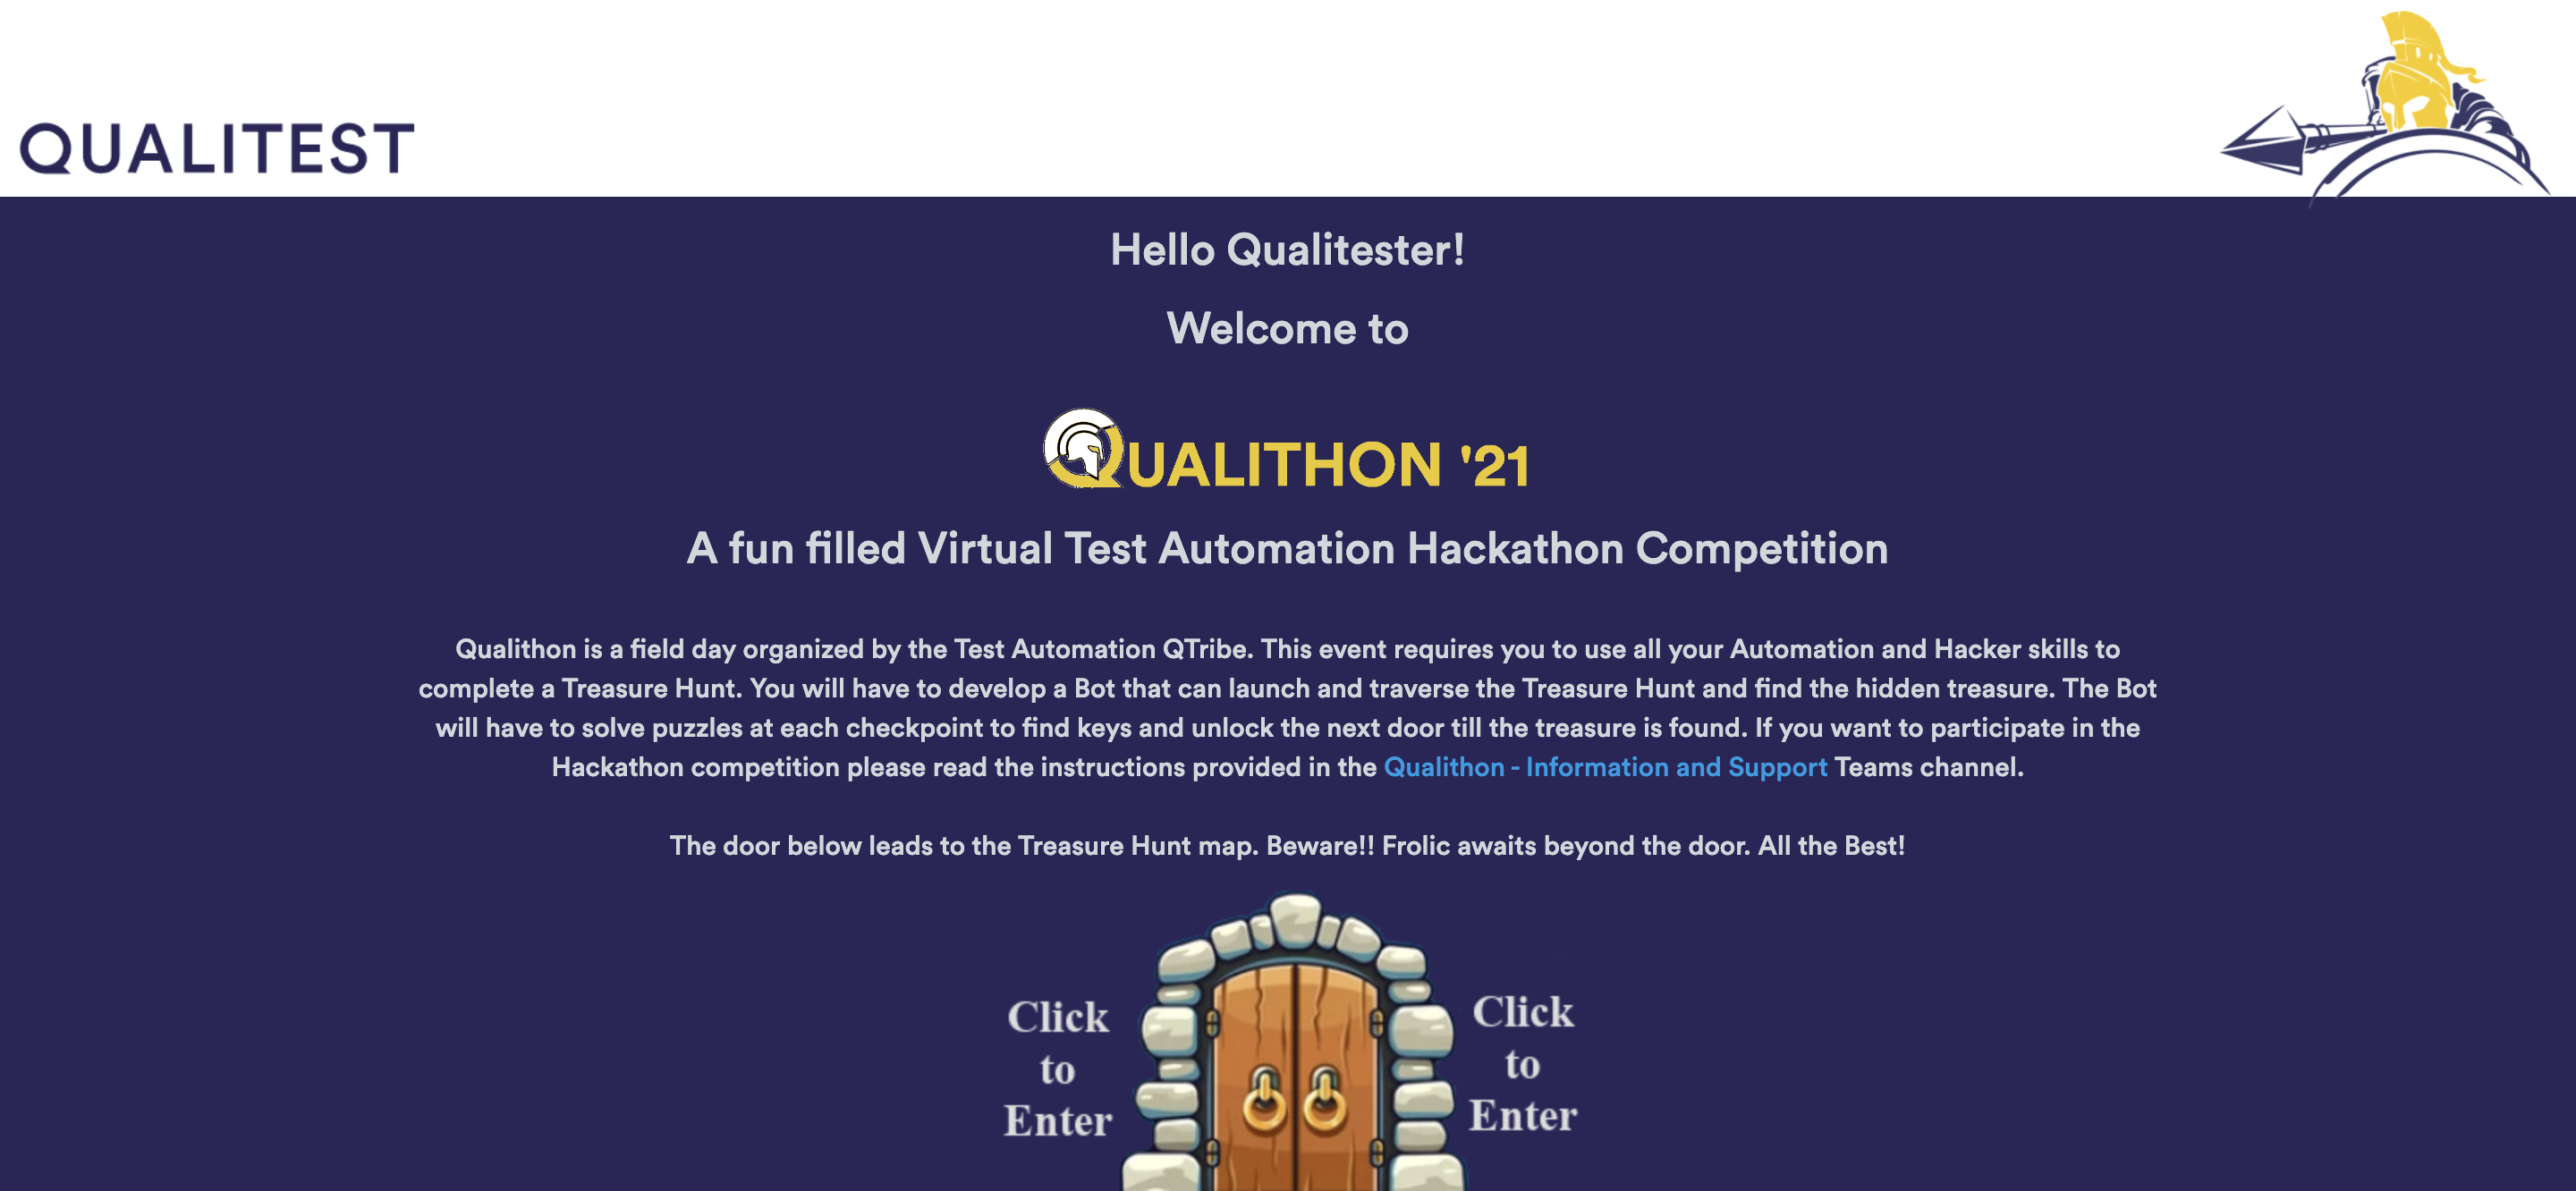 QUALITEST
Hello Qualitester!
Welcome to
QUALITHON '21
A fun filled Virtual Test Automation Hackathon Competition
Qualithon is a field day organized by the Test Automation QTribe. This event requires you to use all your Automation and Hacker skills to
complete a Treasure Hunt. You will have to develop a Bot that can launch and traverse the Treasure Hunt and find the hidden treasure. The Bot
will have to solve puzzles at each checkpoint to find keys and unlock the next door till the treasure is found. If you want to participate in the
Hackathon competition please read the instructions provided in the Qualithon - Information and Support Teams channel.
The door below leads to the Treasure Hunt map. Beware!! Frolic awaits beyond the door. All the Best!
Click
to
Enter
Click
to
Enter